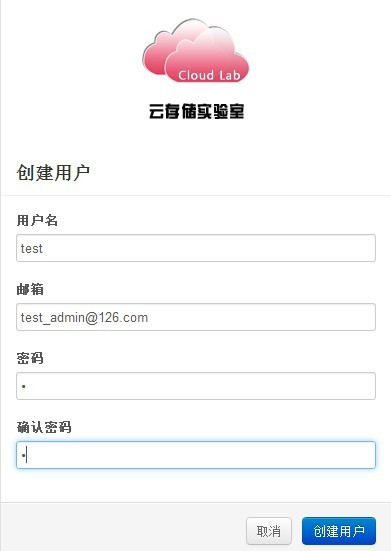 Cloud Lab
云存储实验室
创建用户
用户名
test
邮箱
test_admin@126.com
密码
•
确认密码
•
取消
创建用户